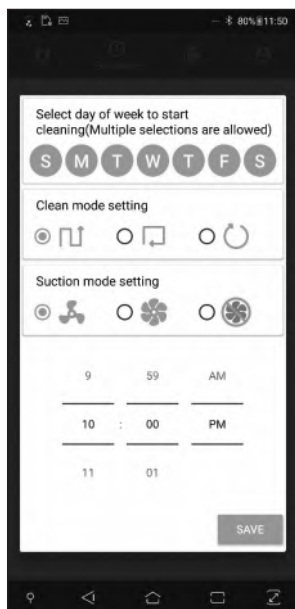 80% 11:50
Select day of week to start
cleaning(Multiple selections are allowed)
S M T W T F S
Clean mode setting
Suction mode setting
9 59 AM
10 : 00 PM
11 01
SAVE